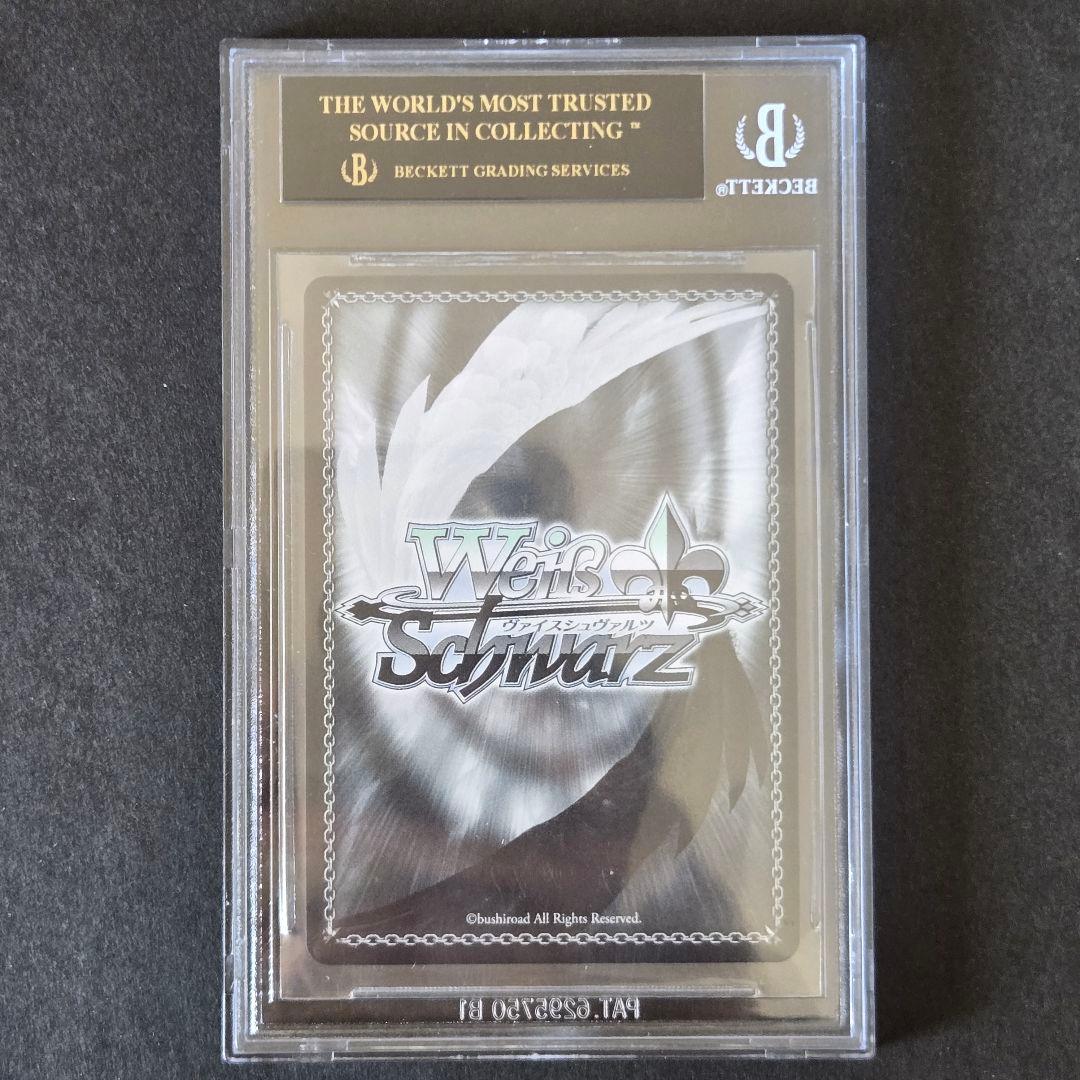 THE WORLD'S MOST TRUSTED
SOURCE IN COLLECTING ™
B BECKETT GRADING SERVICES
B
BECKETT®
Weiß
ヴァイスシュヴァルツ
Schwarz
©bushiroad All Rights Reserved.
PAT. 6295750 B1